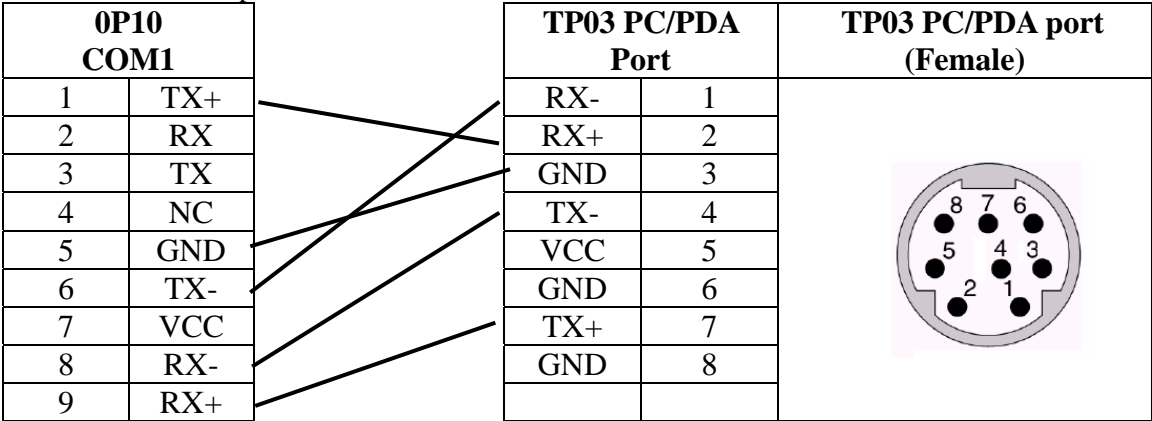 0P10 COM1 TP03 PC/PDA Port TP03 PC/PDA port (Female)
1 TX+ RX- 1
2 RX RX+ 2
3 TX GND 3
4 NC TX- 4
5 GND VCC 5
6 TX- GND 6
7 VCC TX+ 7
8 RX- GND 8
9 RX+
8 7 6
5 4 3
2 1